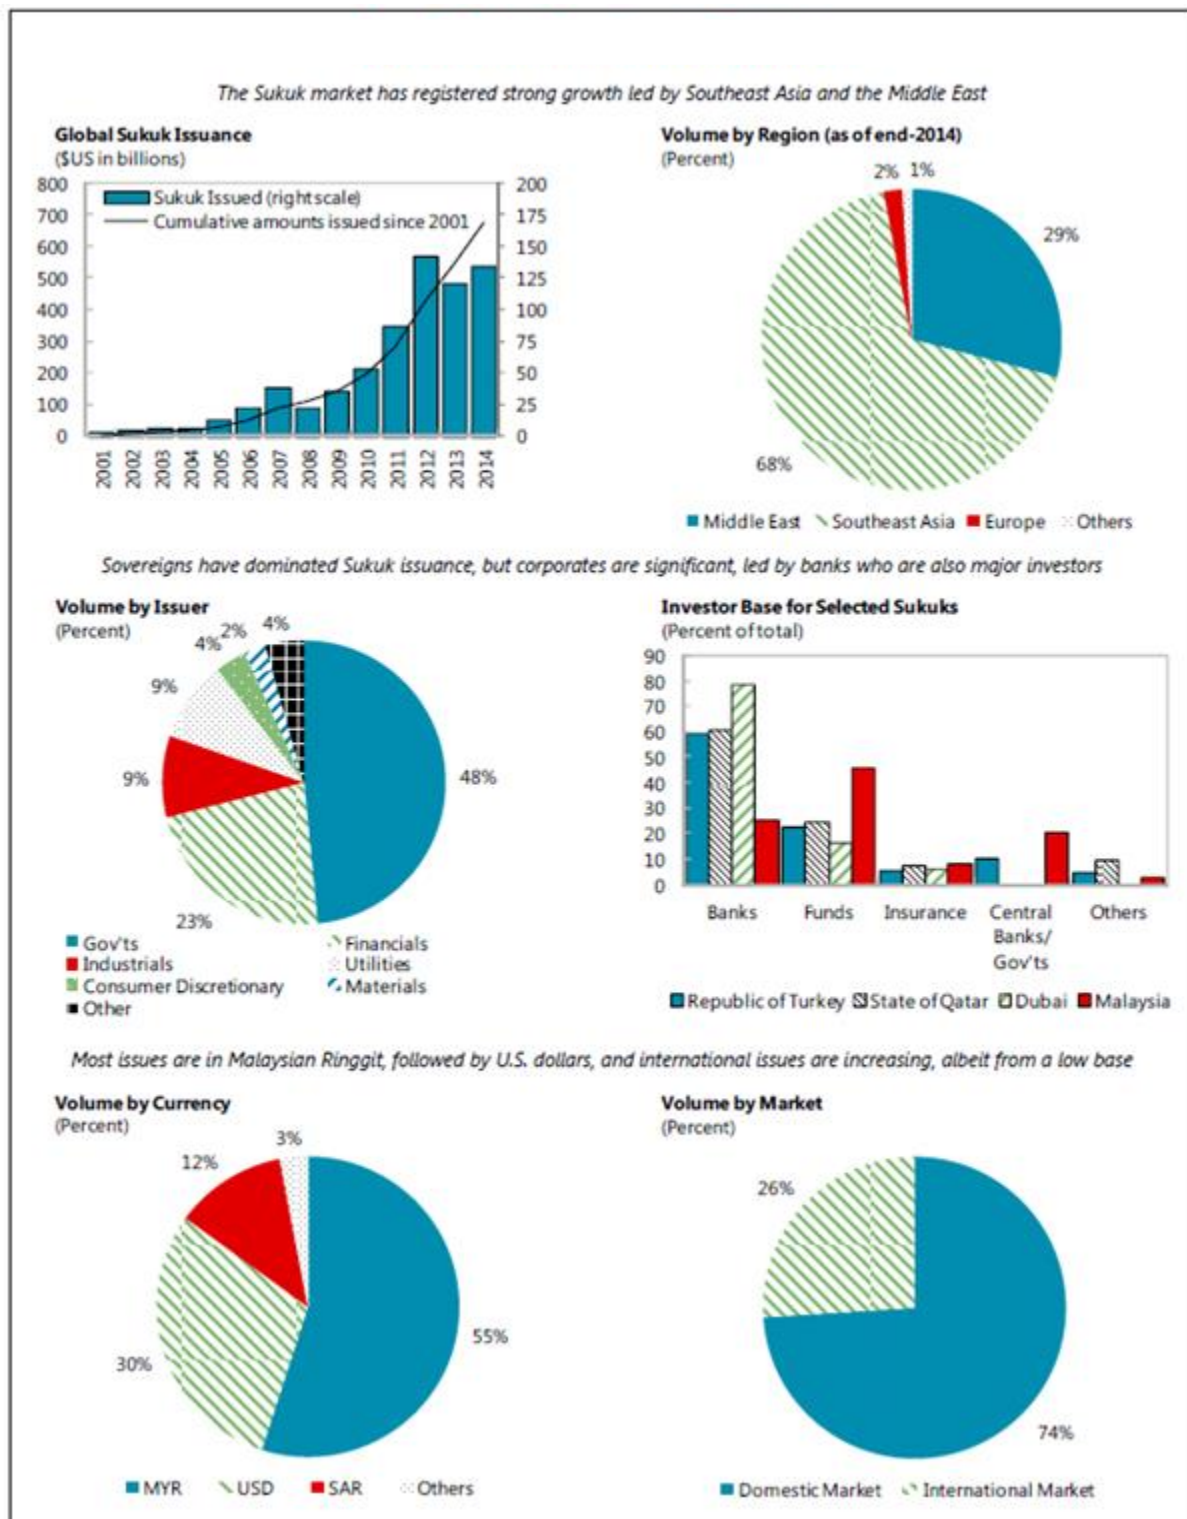 The Sukuk market has registered strong growth led by Southeast Asia and the Middle East
Global Sukuk Issuance
($US in billions)
800
700
600
500
400
300
200
100
0
Sukuk Issued (right scale)
Cumulative amounts issued since 2001
200
175
150
125
100
75
50
25
0
2001
2002
2003
2004
2005
2006
2007
2008
2009
2010
2011
2012
2013
2014
Volume by Region (as of end-2014)
(Percent)
2%
1%
29%
68%
Middle East
Southeast Asia
Europe
Others
Sovereigns have dominated Sukuk issuance, but corporates are significant, led by banks who are also major investors
Volume by Issuer
(Percent)
4%
2%
4%
9%
9%
48%
23%
Gov'ts
Financials
Industrials
Utilities
Consumer Discretionary
Materials
Other
Investor Base for Selected Sukuks
(Percent of total)
90
80
70
60
50
40
30
20
10
0
Banks
Funds
Insurance
Central
Banks/
Gov'ts
Others
Republic of Turkey
State of Qatar
Dubai
Malaysia
Most issues are in Malaysian Ringgit, followed by U.S. dollars, and international issues are increasing, albeit from a low base
Volume by Currency
(Percent)
3%
12%
55%
30%
MYR
USD
SAR
Others
Volume by Market
(Percent)
26%
74%
Domestic Market
International Market